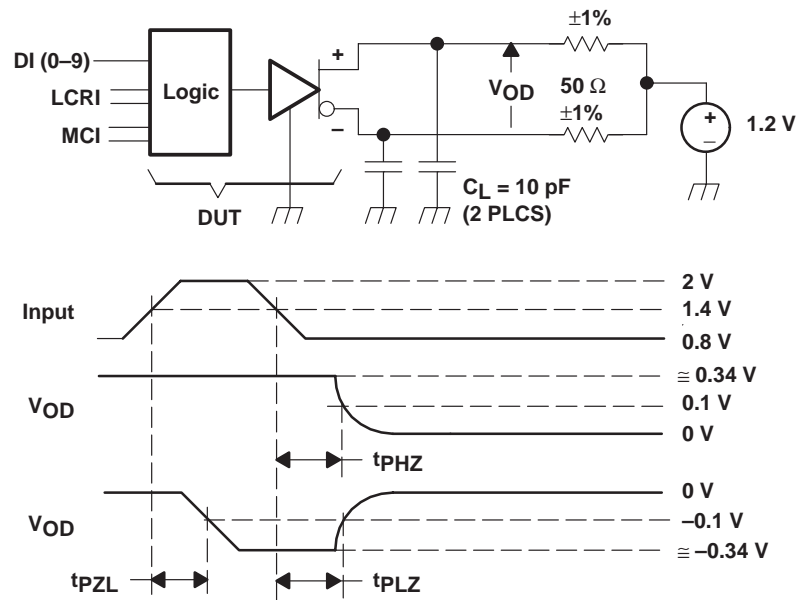 ±1%
DI (0–9)
LCRI
MCI
Logic
+
–
VOD
50 Ω
±1%
+
–
1.2 V
DUT
CL = 10 pF
(2 PLCS)
Input
2 V
1.4 V
0.8 V
VOD
≅ 0.34 V
0.1 V
0 V
tPHZ
VOD
0 V
–0.1 V
≅ –0.34 V
tPZL
tPLZ